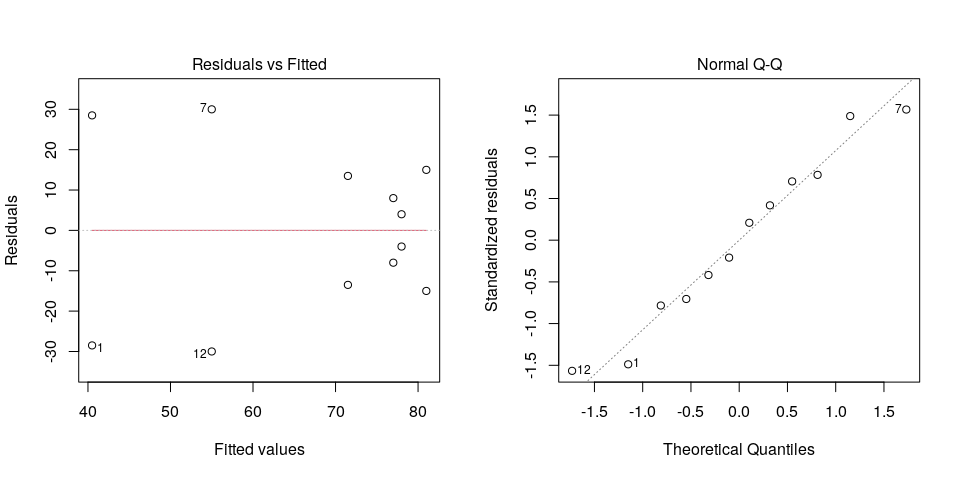 Residuals vs Fitted
30
20
10
0
-10
-20
-30
7
1
12
40 50 60 70 80
Fitted values
Residuals
Normal Q-Q
1.5
1.0
0.5
0.0
-0.5
-1.0
-1.5
7
12
1
-1.5 -1.0 -0.5 0.0 0.5 1.0 1.5
Theoretical Quantiles
Standardized residuals